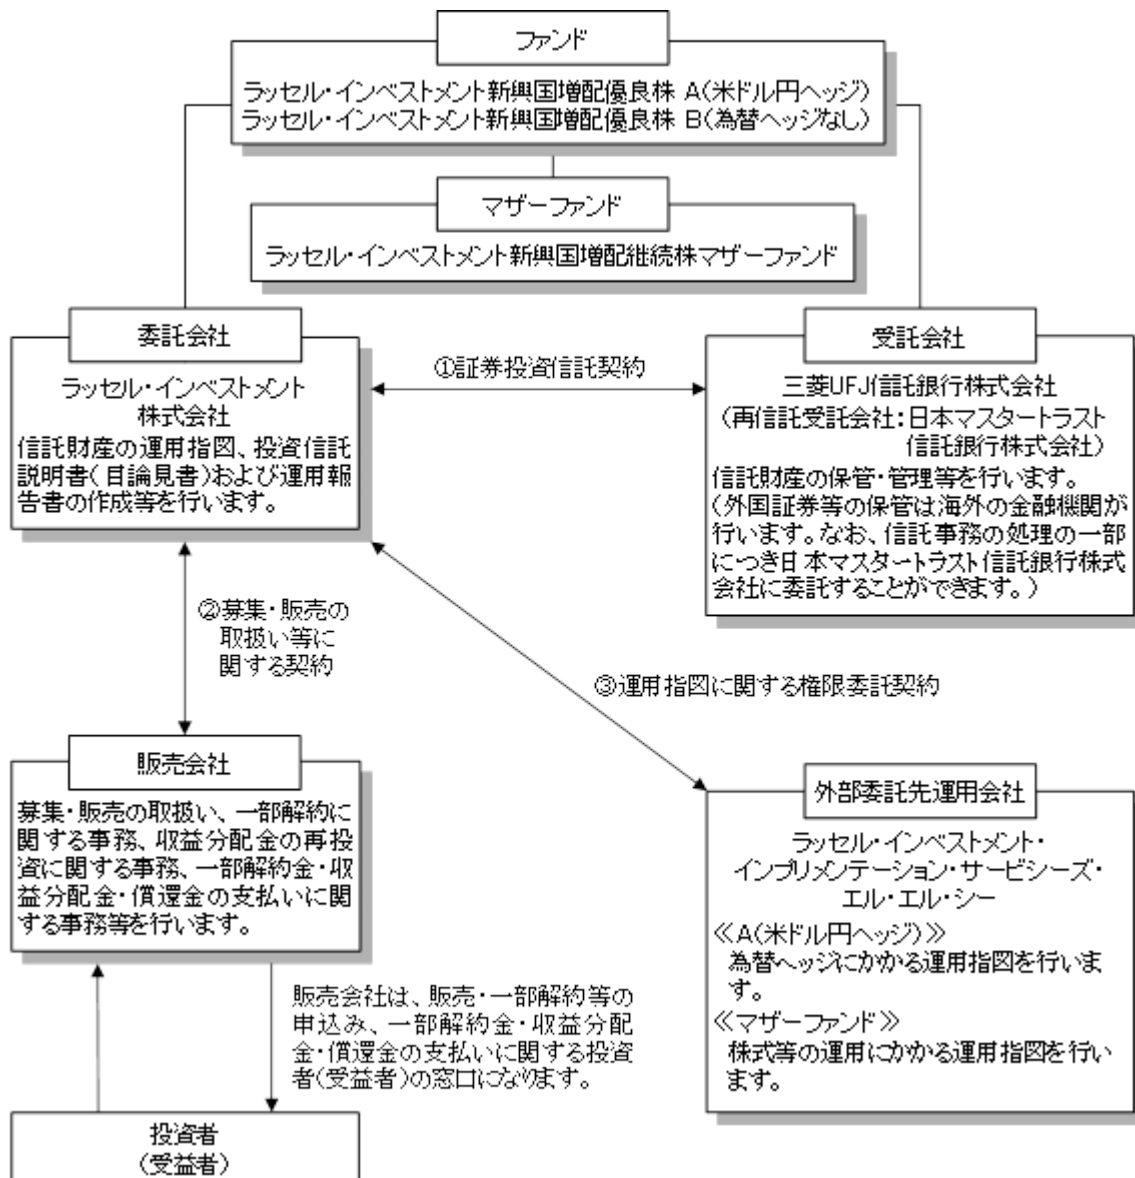 ファンド
ラッセル・インベストメント新興国増配優良株 A(米ドル円ヘッジ)
ラッセル・インベストメント新興国増配優良株 B(為替ヘッジなし)
マザーファンド
ラッセル・インベストメント新興国増配継続株マザーファンド
委託会社
ラッセル・インベストメント
株式会社
信託財産の運用指図、投資信託
説明書(目論見書)および運用報
告書の作成等を行います。
①証券投資信託契約
受託会社
三菱UFJ信託銀行株式会社
(再信託受託会社:日本マスタートラスト
信託銀行株式会社)
信託財産の保管・管理等を行います。
(外国証券等の保管は海外の金融機関が
行います。なお、信託事務の処理の一部
につき日本マスタートラスト信託銀行株式
会社に委託することができます。)
②募集・販売の
取扱い等に
関する契約
③運用指図に関する権限委託契約
販売会社
募集・販売の取扱い、一部解約に
関する事務、収益分配金の再投
資に関する事務、一部解約金・収
益分配金・償還金の支払いに関
する事務等を行います。
外部委託先運用会社
ラッセル・インベストメント・
インプリメンテーション・サービシーズ・
エル・エル・シー
≪A(米ドル円ヘッジ)≫
為替ヘッジにかかる運用指図を行いま
す。
≪マザーファンド≫
株式等の運用にかかる運用指図を行い
ます。
販売会社は、販売・一部解約等の
申込み、一部解約金・収益分配
金・償還金の支払いに関する投資
者(受益者)の窓口になります。
投資者
(受益者)